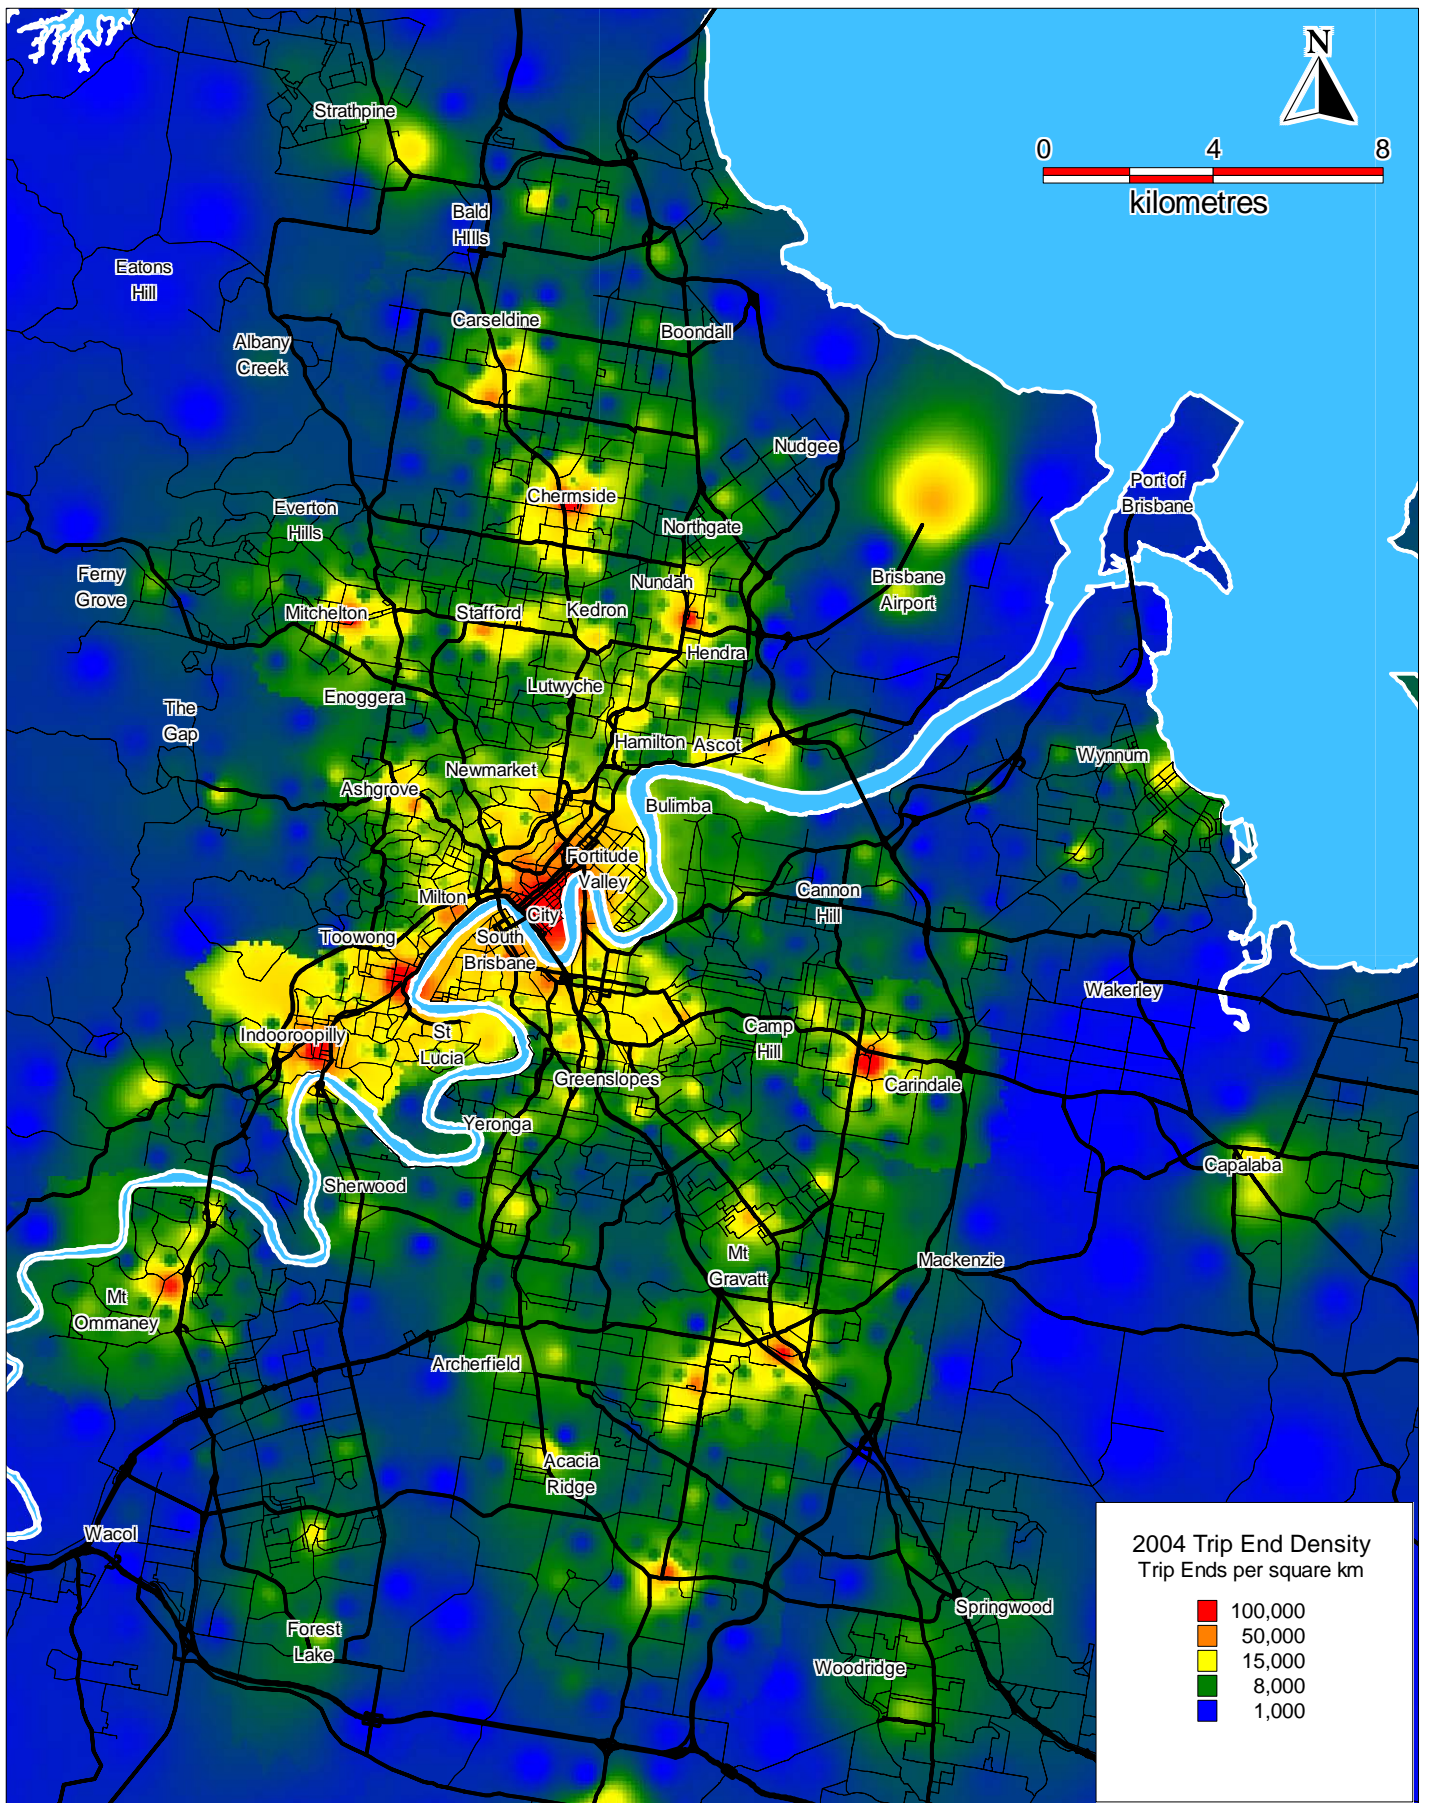 N
0 4 8
kilometres
Strathpine
Bald
HIlls
Eatons
Hill
Carseldine
Boondall
Albany
Creek
Nudgee
Port of
Brisbane
Chermside
Everton
Hills
Northgate
Ferny
Grove
Nundah
Brisbane
Airport
Mitchelton
Stafford
Kedron
Hendra
Enoggera
Lutwyche
The
Gap
Hamilton
Ascot
Wynnum
Newmarket
Ashgrove
Bulimba
Fortitude
Valley
Milton
Cannon
Hill
City
Toowong
South
Brisbane
Wakerley
Indooroopilly
St
Lucia
Camp
Hill
Greenslopes
Carindale
Yeronga
Capalaba
Sherwood
Mt
Gravatt
Mackenzie
Mt
Ommaney
Archerfield
Acacia
Ridge
Wacol
Forest
Lake
Springwood
Woodridge
2004 Trip End Density
Trip Ends per square km
100,000
50,000
15,000
8,000
1,000